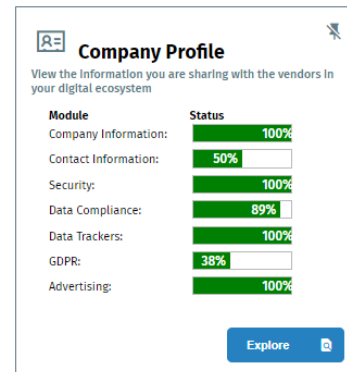 Company Profile
View the Information you are sharing with the vendors in
your digital ecosystem
Module Status
Company Information: 100%
Contact Information: 50%
Security: 100%
Data Compliance: 89%
Data Trackers: 100%
GDPR: 38%
Advertising: 100%
Explore